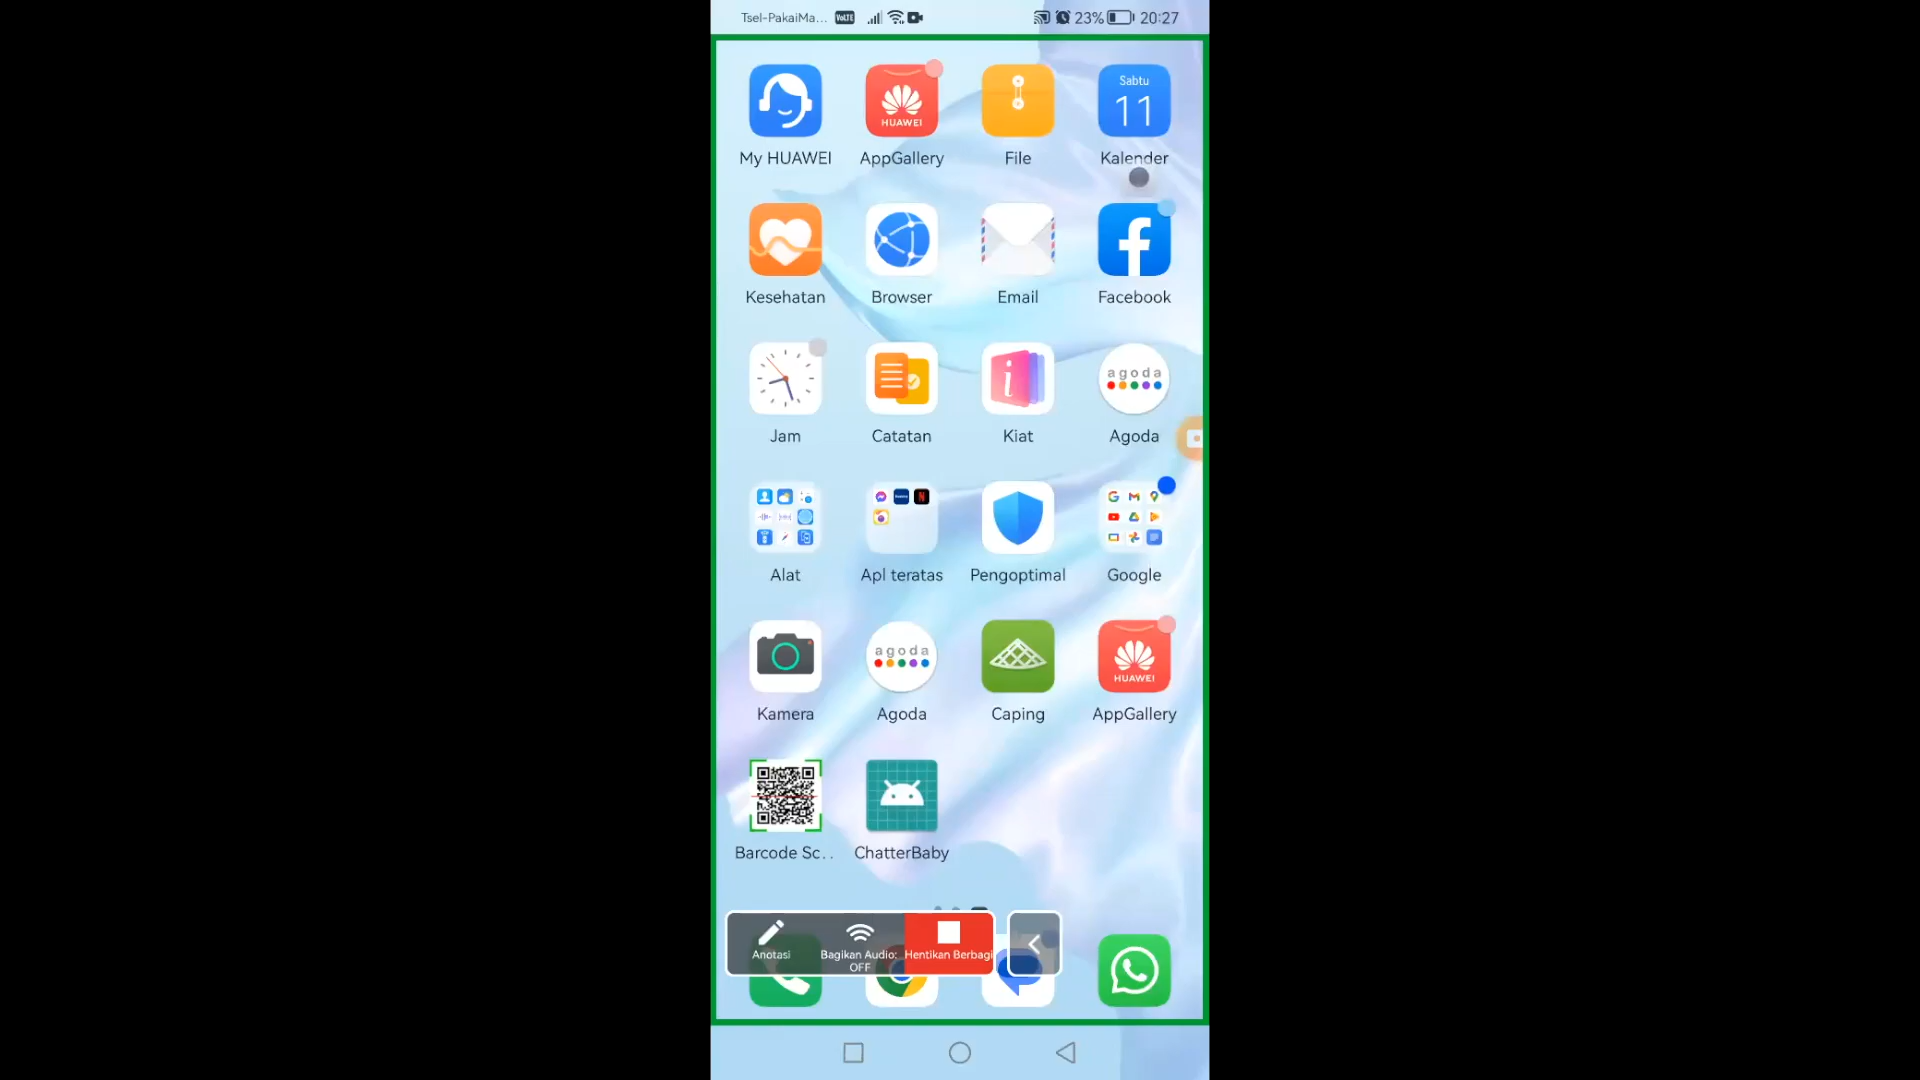 Tsel-PakaiMa... VoLTE 23% 20:27
HUAWEI
Sabtu
11
My HUAWEI AppGallery File Kalender
Kesehatan Browser Email Facebook
agoda
Jam Catatan Kiat Agoda
Alat Apl teratas Pengoptimal Google
agoda
HUAWEI
Kamera Agoda Caping AppGallery
Barcode Sc... ChatterBaby
Anotasi
Bagikan Audio:
OFF
Hentikan Berbagi